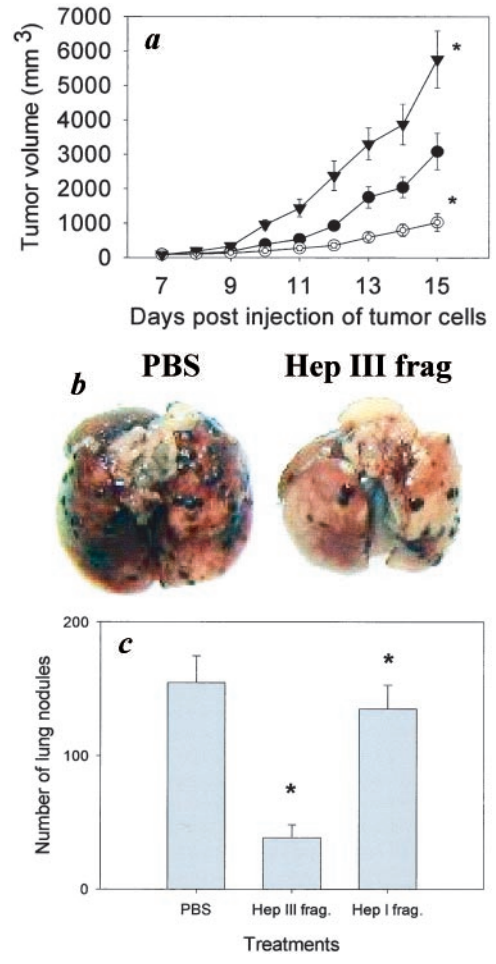 a
Tumor volume (mm 3)
7000
6000
5000
4000
3000
2000
1000
0
*
*
7 9 11 13 15
Days post injection of tumor cells
b
PBS Hep III frag
c
Number of lung nodules
200
100
0
*
*
PBS Hep III frag. Hep I frag.
Treatments